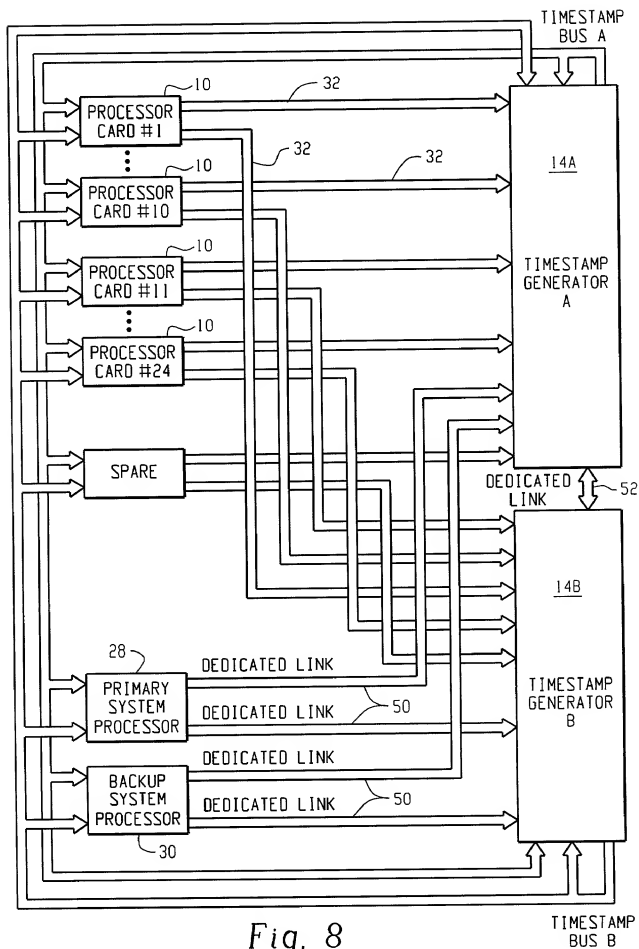 TIMESTAMP
BUS A
10
32
PROCESSOR
CARD #1
32
14A
10
32
PROCESSOR
CARD #10
10
PROCESSOR
CARD #11
TIMESTAMP
GENERATOR
A
10
PROCESSOR
CARD #24
SPARE
DEDICATED
LINK
52
14B
28
DEDICATED LINK
PRIMARY
SYSTEM
PROCESSOR
50
DEDICATED LINK
TIMESTAMP
GENERATOR
B
DEDICATED LINK
BACKUP
SYSTEM
PROCESSOR
50
DEDICATED LINK
30
TIMESTAMP
BUS B
Fig. 8